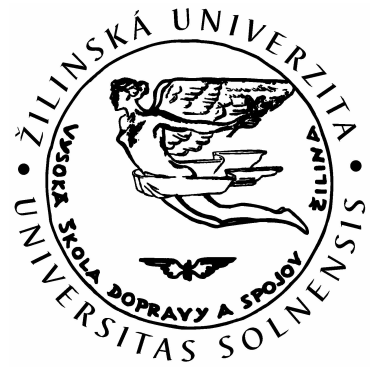 ŽILINSKÁ UNIVERZITA
UNIVERSITAS SOLNENSIS
VYSOKÁ ŠKOLA DOPRAVY A SPOJOV ŽILINA